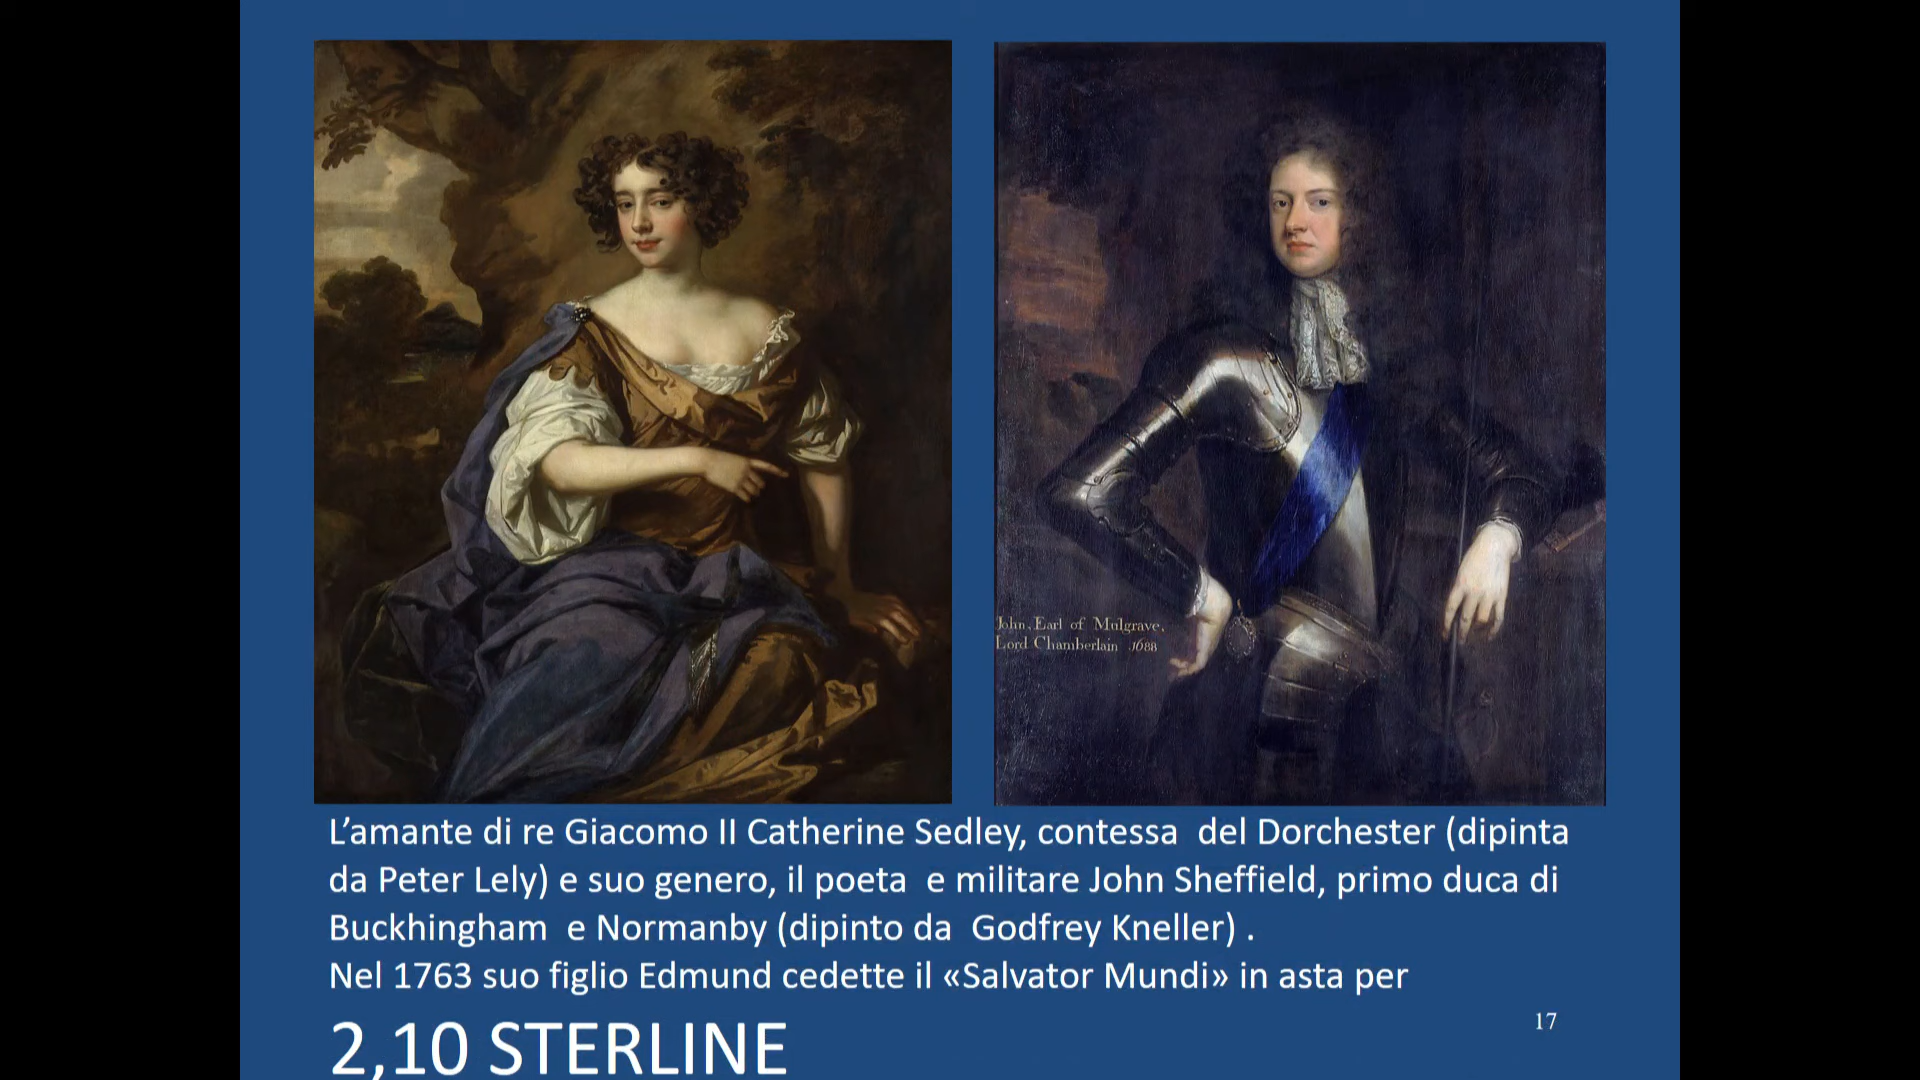 John, Earl of Mulgrave,
Lord Chamberlain 1688
L’amante di re Giacomo II Catherine Sedley, contessa  del Dorchester (dipinta
da Peter Lely) e suo genero, il poeta  e militare John Sheffield, primo duca di
Buckhingham  e Normanby (dipinto da  Godfrey Kneller) .
Nel 1763 suo figlio Edmund cedette il «Salvator Mundi» in asta per
2,10 STERLINE
17